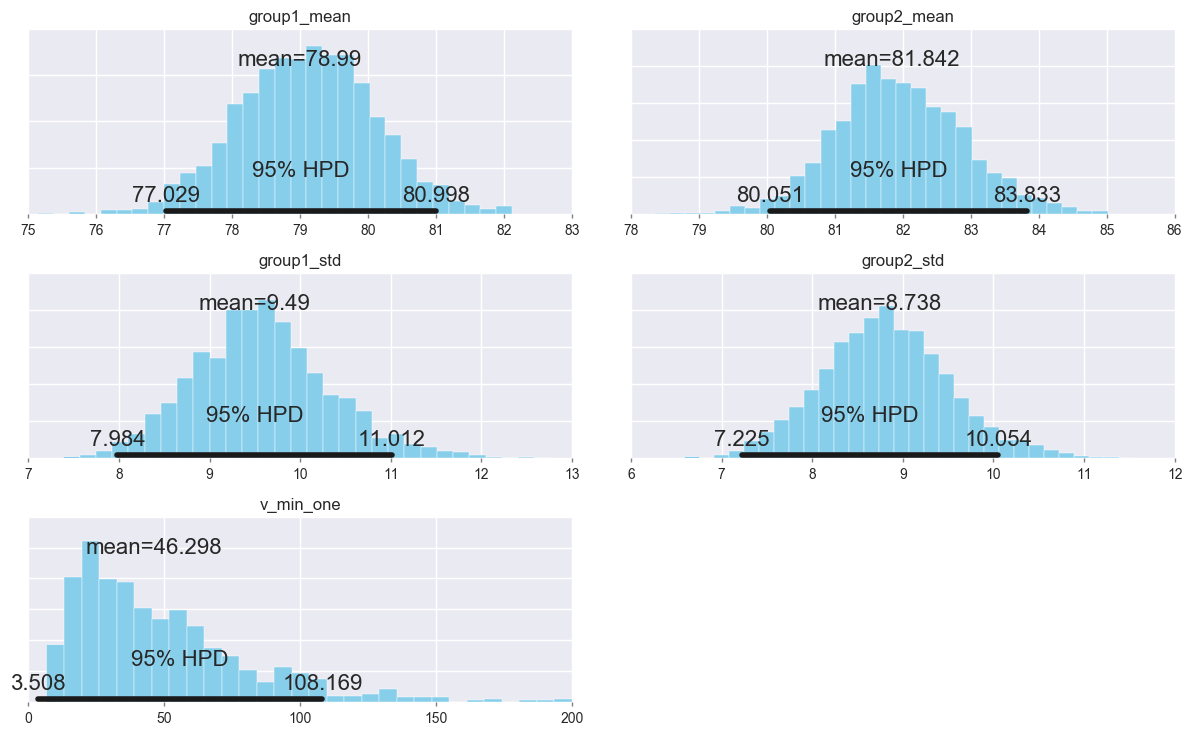 group1_mean
mean=78.99
95% HPD
77.029 80.998
75 76 77 78 79 80 81 82 83
group2_mean
mean=81.842
95% HPD
80.051 83.833
78 79 80 81 82 83 84 85 86
group1_std
mean=9.49
95% HPD
7.984 11.012
7 8 9 10 11 12 13
group2_std
mean=8.738
95% HPD
7.225 10.054
6 7 8 9 10 11 12
v_min_one
mean=46.298
95% HPD
3.508 108.169
0 50 100 150 200